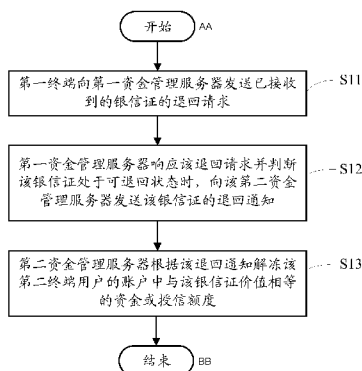 开始
AA
第一终端向第一资金管理服务器发送已接收
到的银信证的退回请求
S11
第一资金管理服务器响应该退回请求并判断
该银信证处于可退回状态时，向该第二资金
管理服务器发送该银信证的退回通知
S12
第二资金管理服务器根据该退回通知解冻该
第二终端用户的账户中与该银信证价值相等
的资金或授信额度
S13
结束
BB